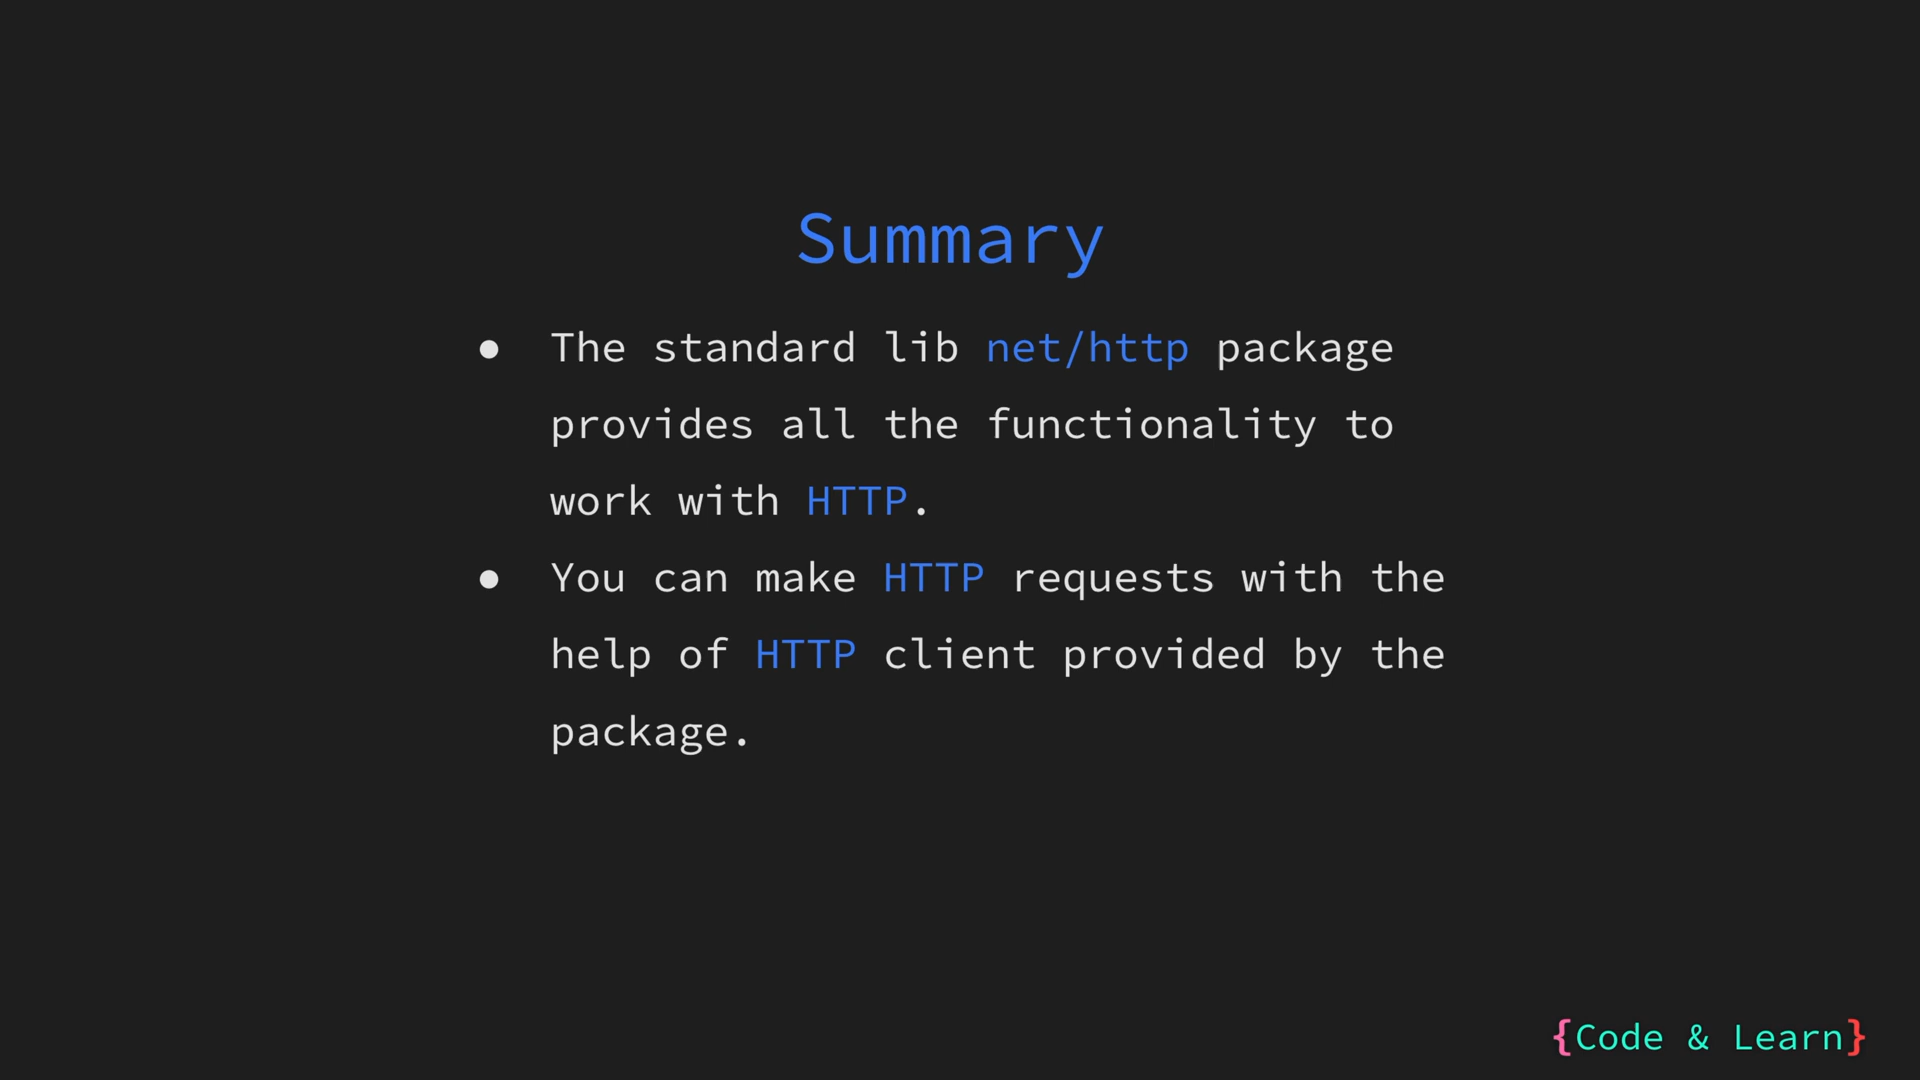 Summary
● The standard lib net/http package
provides all the functionality to
work with HTTP.
● You can make HTTP requests with the
help of HTTP client provided by the
package.
{Code & Learn}